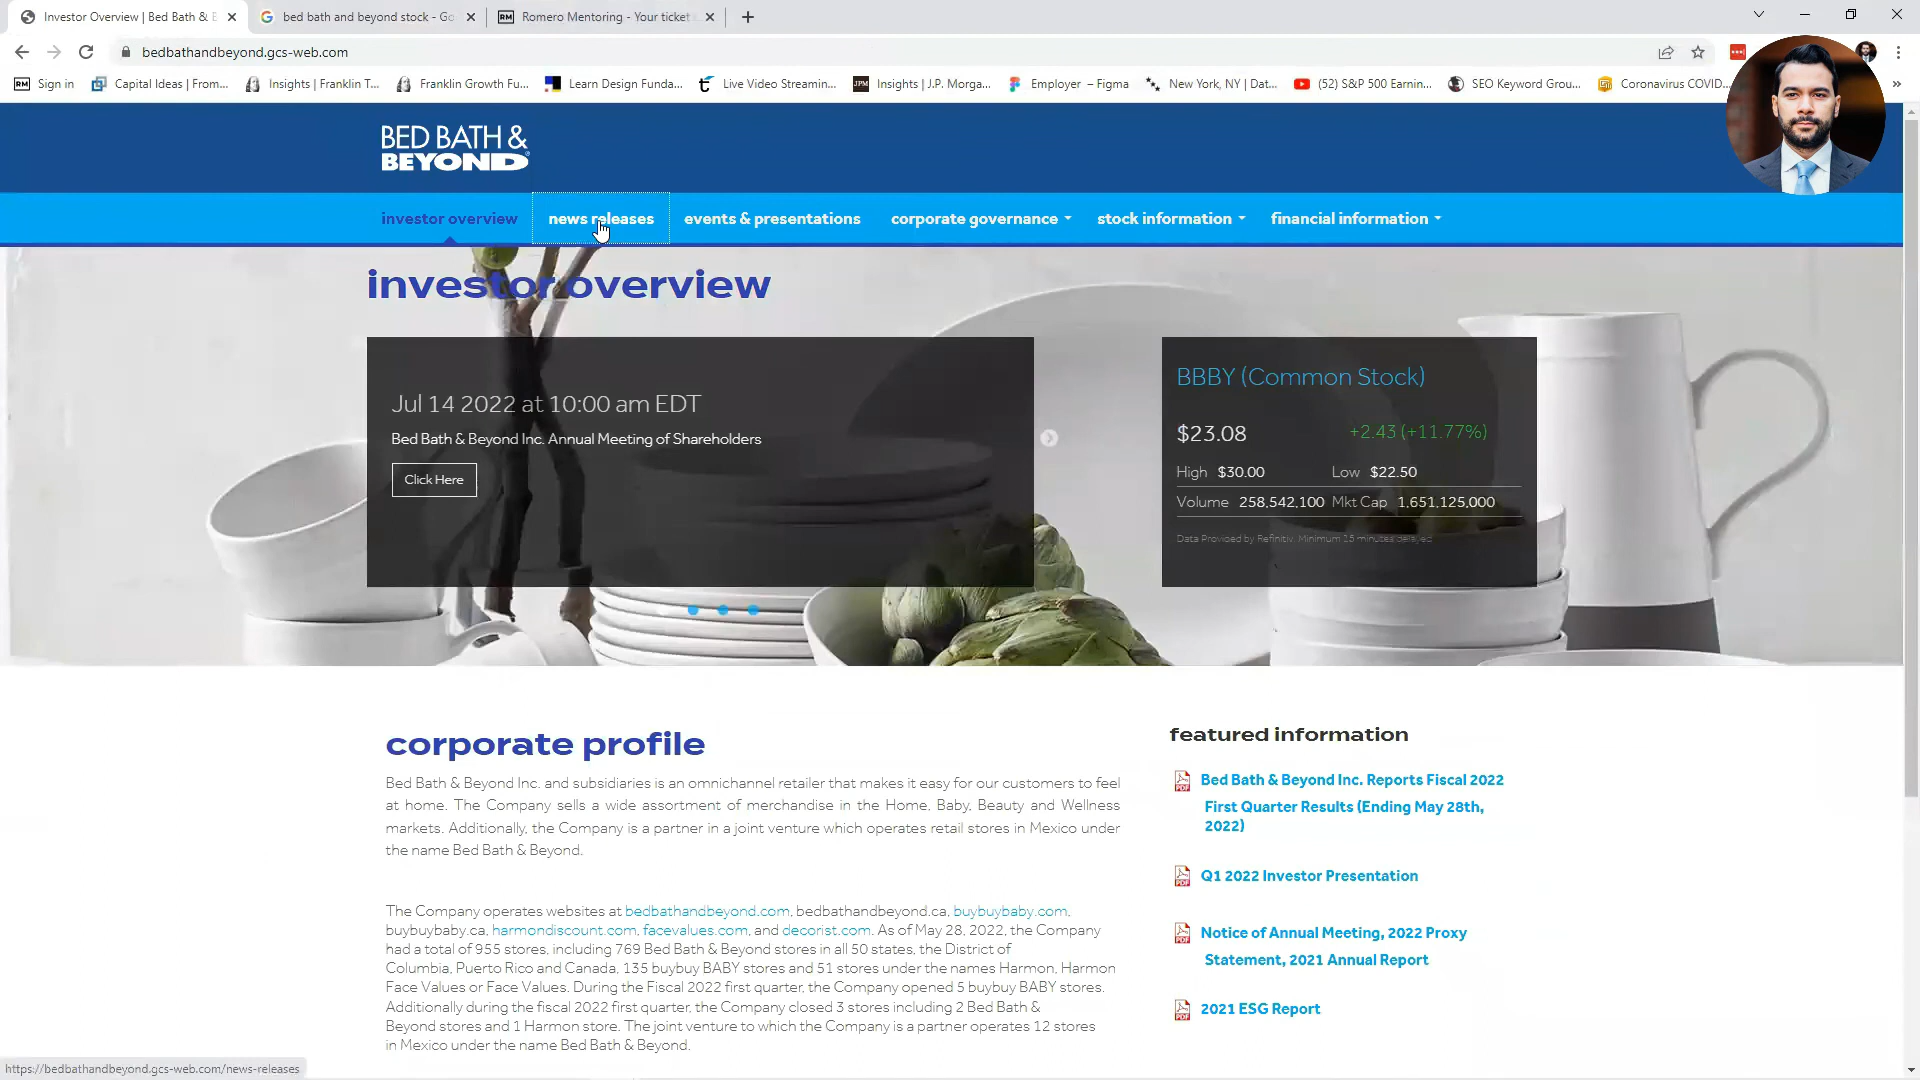 Investor Overview | Bed Bath & B
bed bath and beyond stock - Go
RM Romero Mentoring - Your ticket
bedbathandbeyond.gcs-web.com
RM Sign in
Capital Ideas | From...
Insights | Franklin T...
Franklin Growth Fu...
Learn Design Funda...
Live Video Streamin...
JPM Insights | J.P. Morga...
Employer – Figma
New York, NY | Dat...
(52) S&P 500 Earnin...
SEO Keyword Grou...
Coronavirus COVID...
BED BATH &
BEYOND
investor overview
news releases
events & presentations
corporate governance
stock information
financial information
investor overview
Jul 14 2022 at 10:00 am EDT
Bed Bath & Beyond Inc. Annual Meeting of Shareholders
Click Here
BBBY (Common Stock)
$23.08 +2.43 (+11.77%)
High $30.00 Low $22.50
Volume 258,542,100 Mkt Cap 1,651,125,000
Data Provided by Refinitiv. Minimum 15 minutes delayed
corporate profile
Bed Bath & Beyond Inc. and subsidiaries is an omnichannel retailer that makes it easy for our customers to feel
at home. The Company sells a wide assortment of merchandise in the Home, Baby, Beauty and Wellness
markets. Additionally, the Company is a partner in a joint venture which operates retail stores in Mexico under
the name Bed Bath & Beyond.
The Company operates websites at bedbathandbeyond.com, bedbathandbeyond.ca, buybuybaby.com,
buybuybaby.ca, harmondiscount.com, facevalues.com, and decorist.com. As of May 28, 2022, the Company
had a total of 955 stores, including 769 Bed Bath & Beyond stores in all 50 states, the District of
Columbia, Puerto Rico and Canada, 135 buybuy BABY stores and 51 stores under the names Harmon, Harmon
Face Values or Face Values. During the Fiscal 2022 first quarter, the Company opened 5 buybuy BABY stores.
Additionally during the fiscal 2022 first quarter, the Company closed 3 stores including 2 Bed Bath &
Beyond stores and 1 Harmon store. The joint venture to which the Company is a partner operates 12 stores
in Mexico under the name Bed Bath & Beyond.
featured information
Bed Bath & Beyond Inc. Reports Fiscal 2022
First Quarter Results (Ending May 28th,
2022)
Q1 2022 Investor Presentation
Notice of Annual Meeting, 2022 Proxy
Statement, 2021 Annual Report
2021 ESG Report
https://bedbathandbeyond.gcs-web.com/news-releases